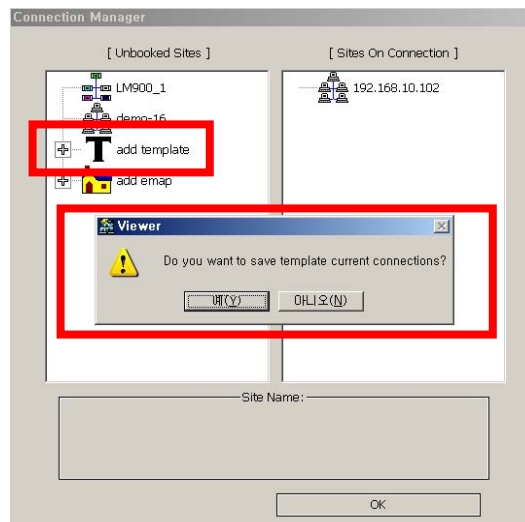 Connection Manager
[ Unbooked Sites ]
[ Sites On Connection ]
LM900_1
demo-16
add template
add emap
192.168.10.102
Viewer
Do you want to save template current connections?
예(Y)
아니오(N)
Site Name:
OK